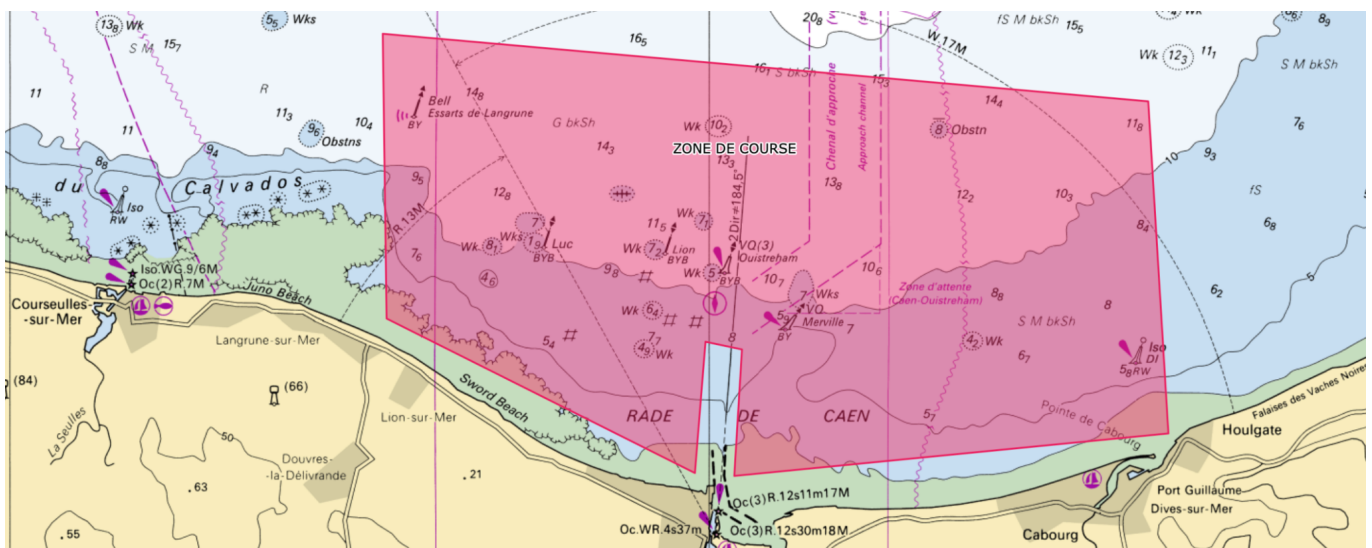 13₈ Wk
5₅ Wks
S M
15₇
16₅
20₈
fS M bkSh
15₅
Wk
8₉
W.17M
Wk 12₃
11₁
S M bkSh
16₁ S bkSh
15₃
14₄
11
R
11₃
10₄
9₆
Obstns
14₈
Bell
Essarts de Langrune
BY
G bkSh
Wk 10₂
14₃
ZONE DE COURSE
13₃
Chenal d'approche
Approach channel
8 Obstn
11₈
7₆
11
8₈
9₄
du Calvados
Iso
RW
9₅
12₈
R.13M
7
Wks
1₉
Luc
BYB
11₅
Wk 7₂
Lion
BYB
Wk 7₁
2 Dir≠184.5°
VQ(3)
Ouistreham
BYB
Wk 5
13₈
12₂
10₃
10
9₃
fS
6₈
8₄
7₆
Wk 8₁
4₆
9₈
10₇
10₆
Iso.WG.9/6M
Oc(2)R.7M
Juno Beach
Courseulles-
-sur-Mer
Langrune-sur-Mer
Wk 6₄
7 Wks
5₉
VQ
Merville
BY
7
Zone d'attente
(Caen-Ouistreham)
8₈
8
6₂
S M bkSh
5₄
7₇
4₉ Wk
8
4₂ Wk
6₇
Iso
DI
5₈ RW
(84)
(66)
Sword Beach
Lion-sur-Mer
RADE DE CAEN
5₇
Pointe de Cabourg
Falaises des Vaches Noires
Houlgate
La Seulles
50
Douvres-
-la-Délivrande
.63
.21
.55
Oc(3)R.12s11m17M
Oc.WR.4s37m
Oc(3)R.12s30m18M
Port Guillaume
Dives-sur-Mer
Cabourg